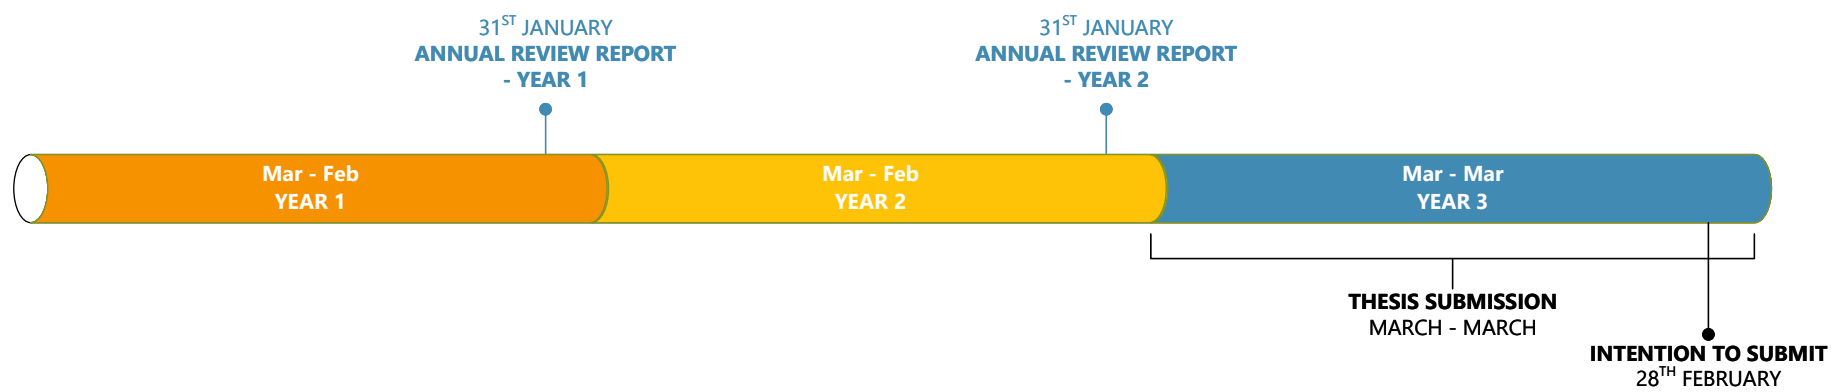 31ST JANUARY
ANNUAL REVIEW REPORT
- YEAR 1
31ST JANUARY
ANNUAL REVIEW REPORT
- YEAR 2
Mar - Feb
YEAR 1
Mar - Feb
YEAR 2
Mar - Mar
YEAR 3
THESIS SUBMISSION
MARCH - MARCH
INTENTION TO SUBMIT
28TH FEBRUARY